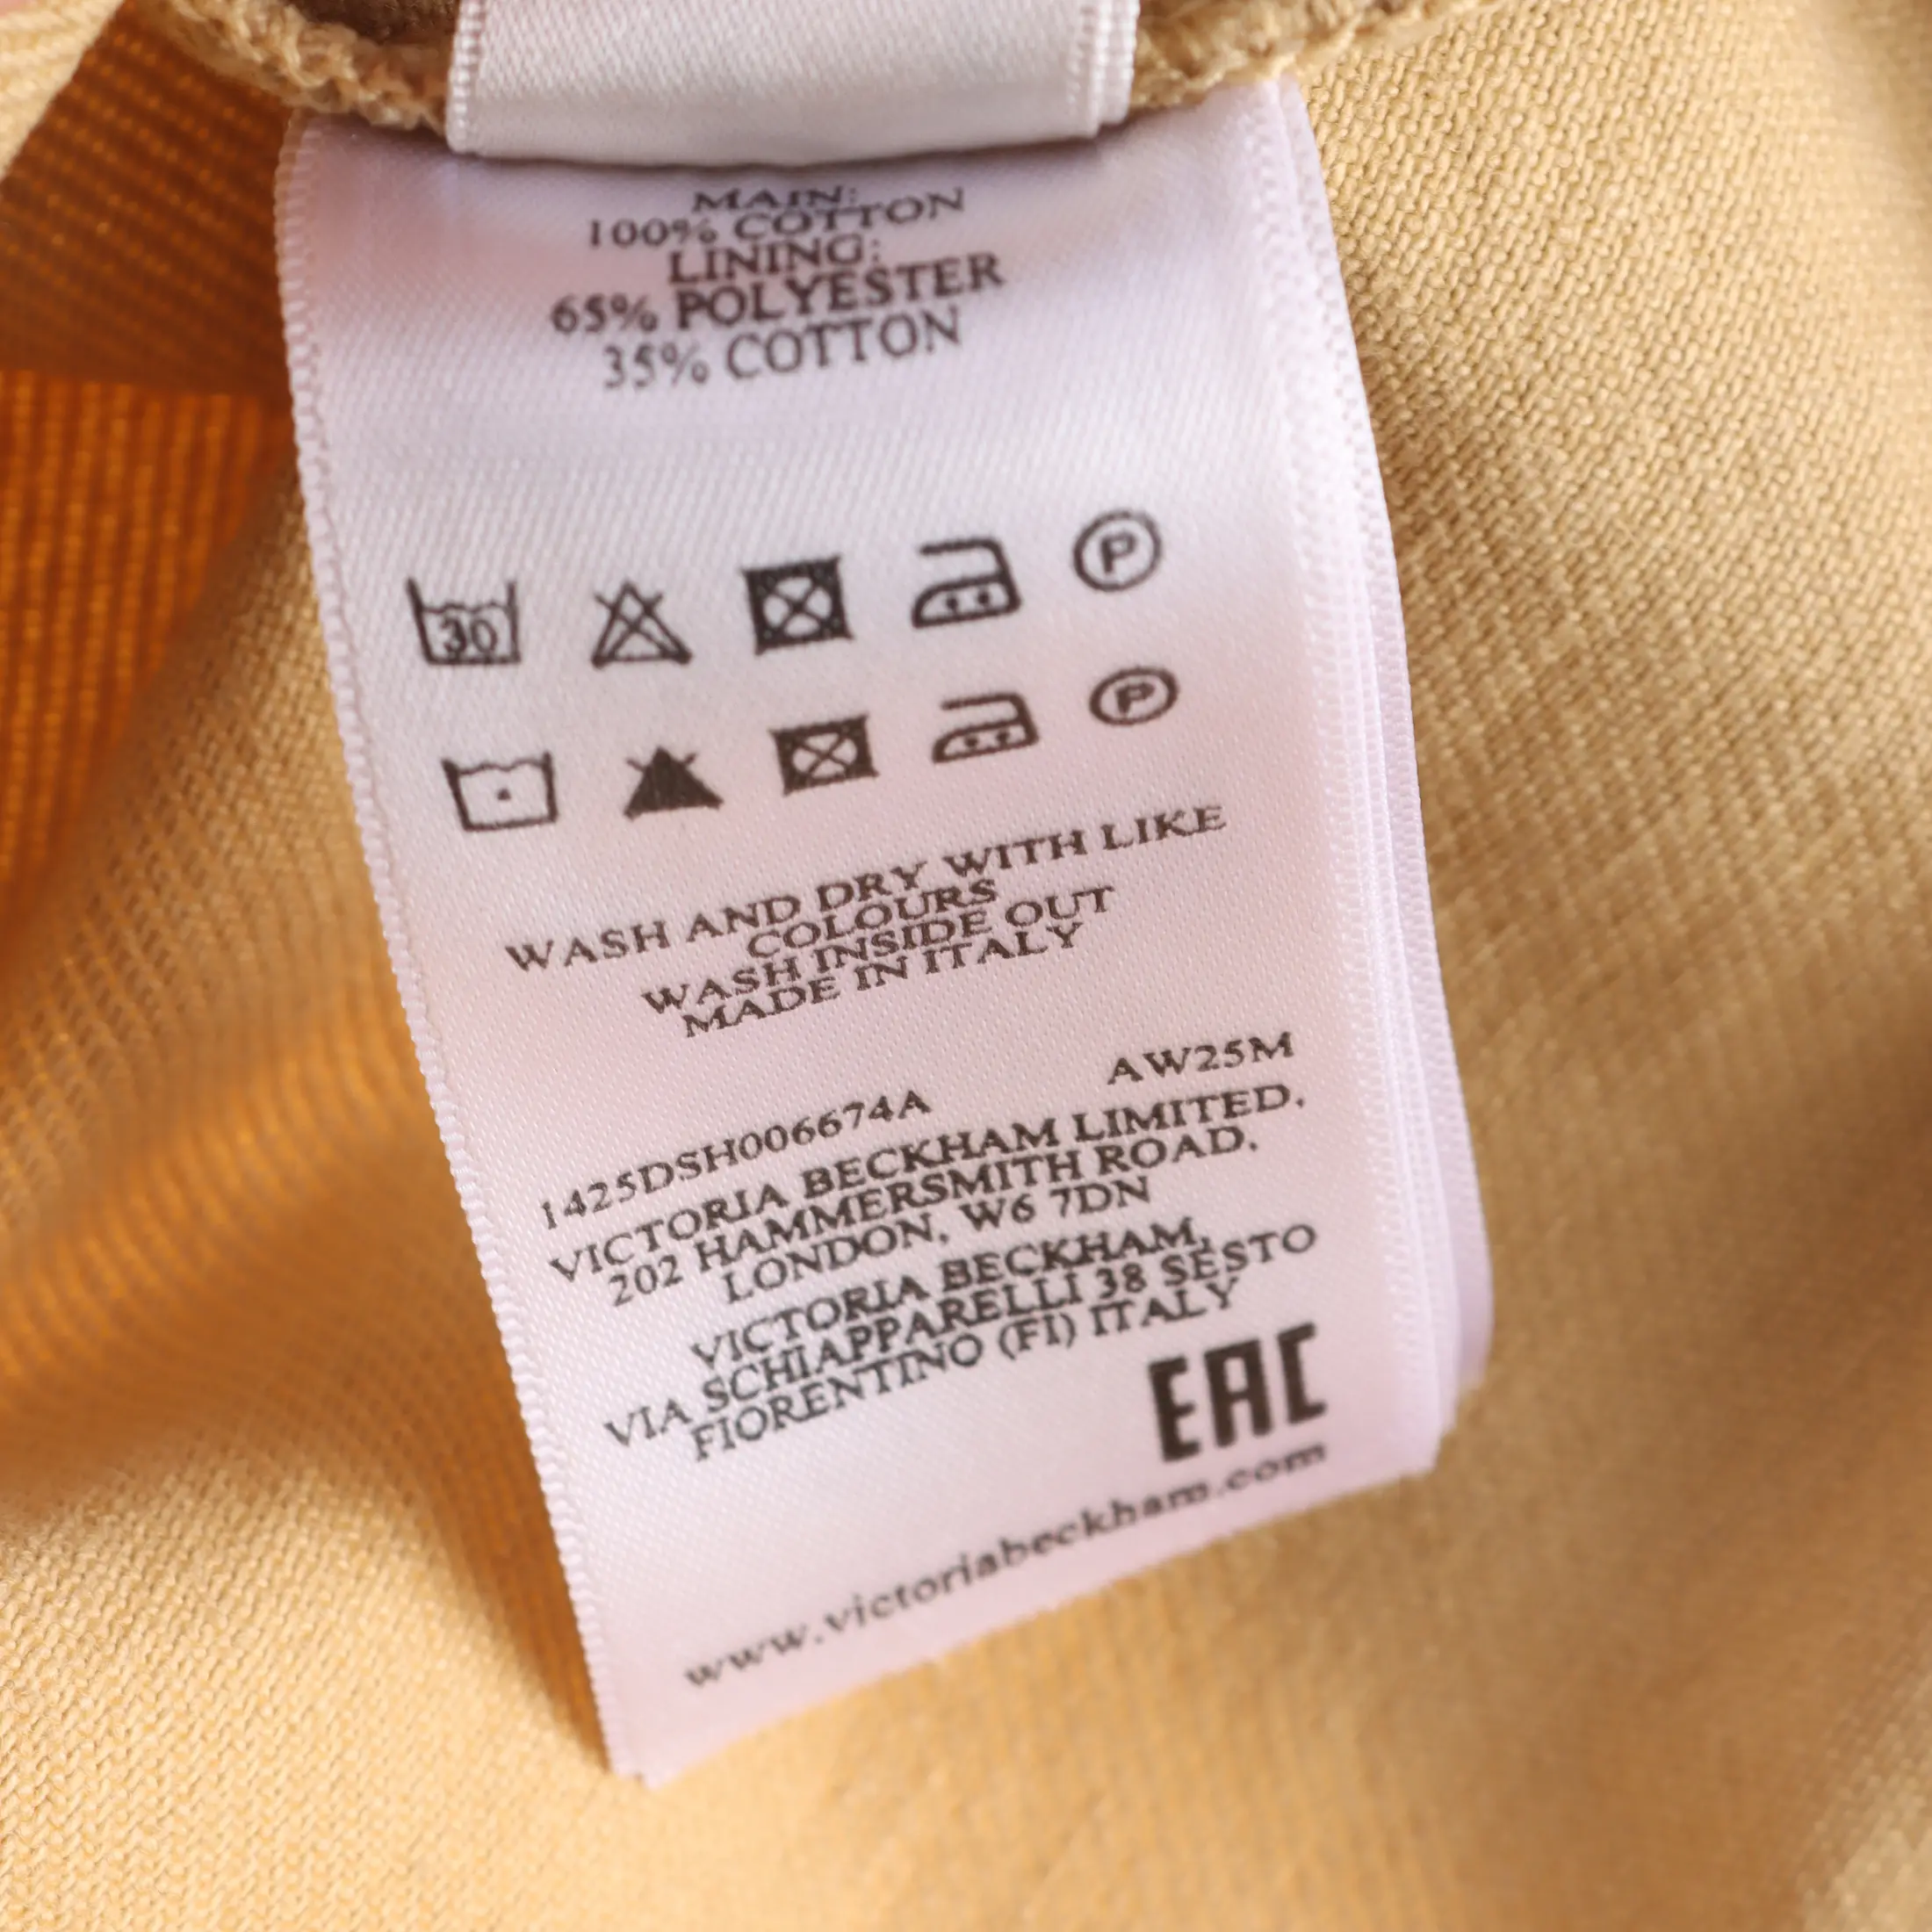 MAIN:
100% COTTON
LINING:
65% POLYESTER
35% COTTON
30 P
P
WASH AND DRY WITH LIKE
COLOURS
WASH INSIDE OUT
MADE IN ITALY
1425DSH006674A AW25M
VICTORIA BECKHAM LIMITED,
202 HAMMERSMITH ROAD,
LONDON, W6 7DN
VICTORIA BECKHAM,
VIA SCHIAPPARELLI 38 SESTO
FIORENTINO (FI) ITALY
EAC
www.victoriabeckham.com